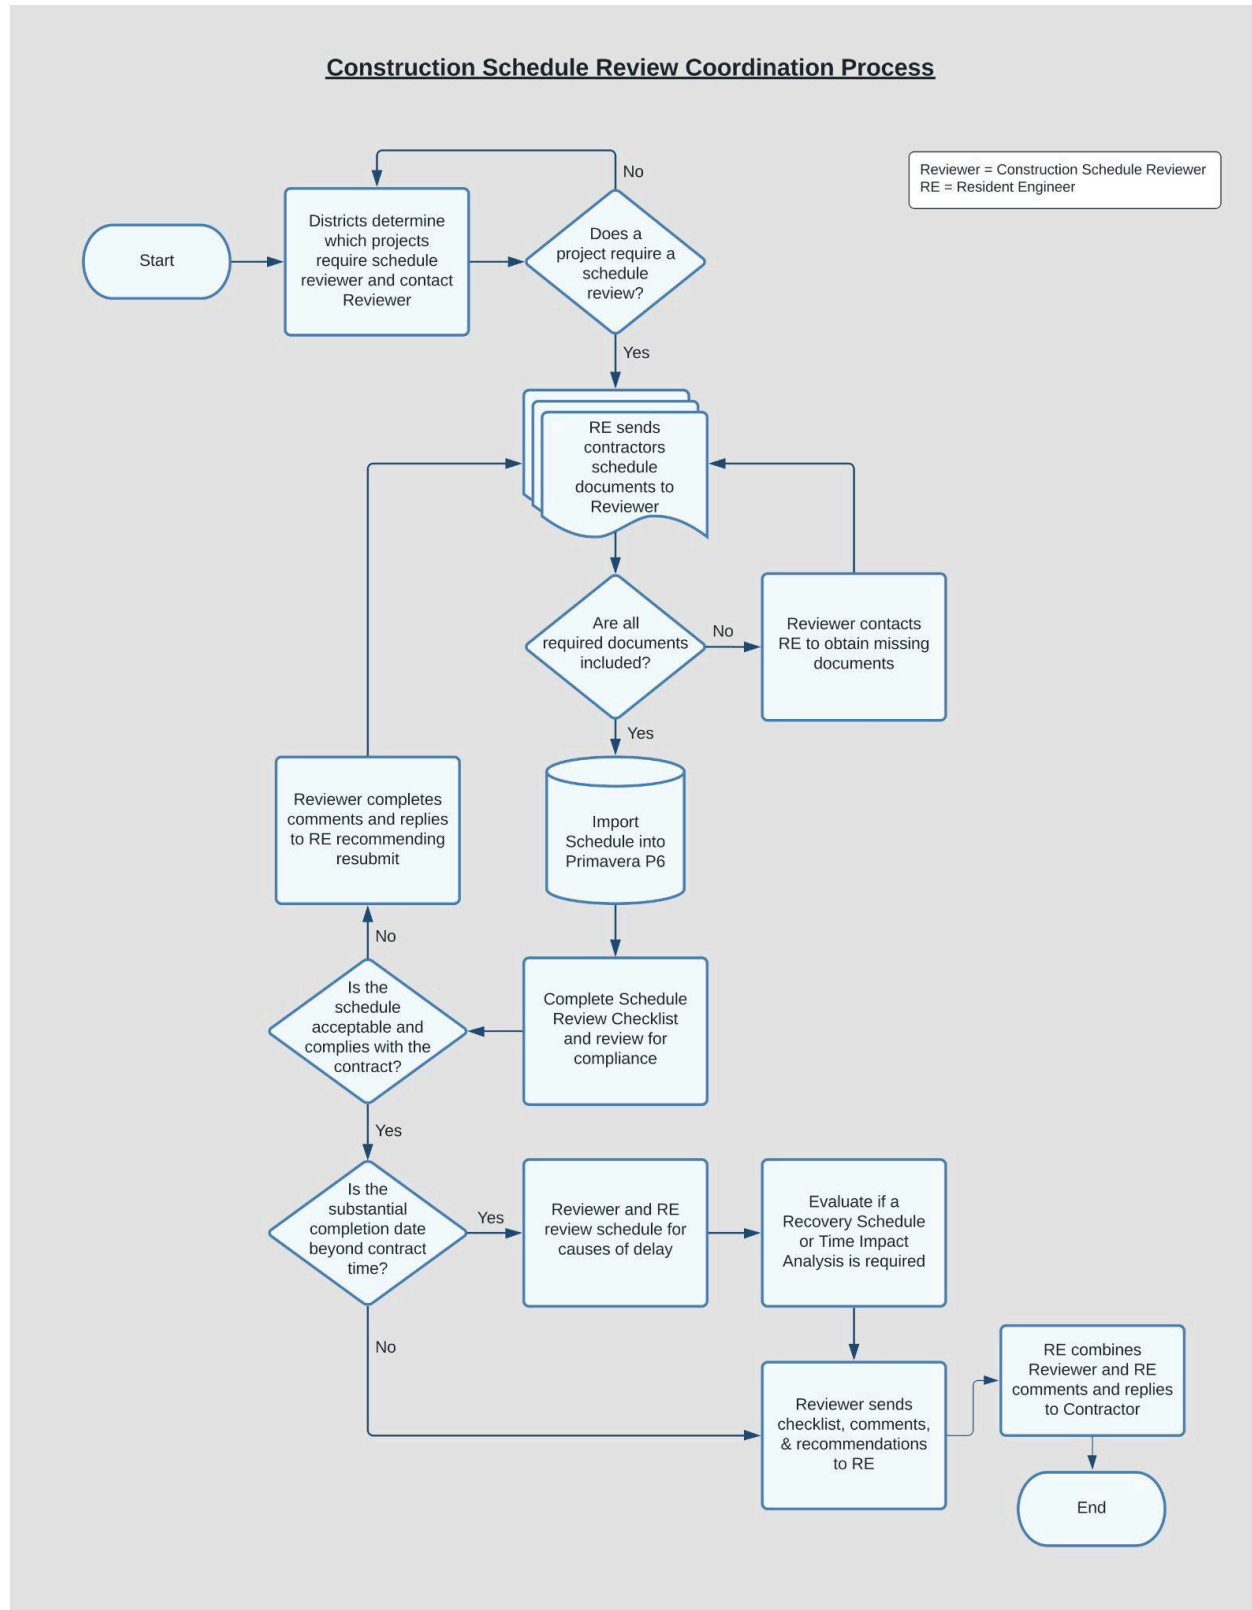 Construction Schedule Review Coordination Process
Reviewer = Construction Schedule Reviewer
RE = Resident Engineer
Start
Districts determine
which projects
require schedule
reviewer and contact
Reviewer
Does a
project require a
schedule
review?
No
Yes
RE sends
contractors
schedule
documents to
Reviewer
Are all
required documents
included?
No
Reviewer contacts
RE to obtain missing
documents
Yes
Import
Schedule into
Primavera P6
Complete Schedule
Review Checklist
and review for
compliance
Is the
schedule
acceptable and
complies with the
contract?
No
Reviewer completes
comments and replies
to RE recommending
resubmit
Yes
Is the
substantial
completion date
beyond contract
time?
Yes
Reviewer and RE
review schedule for
causes of delay
Evaluate if a
Recovery Schedule
or Time Impact
Analysis is required
No
Reviewer sends
checklist, comments,
& recommendations
to RE
RE combines
Reviewer and RE
comments and replies
to Contractor
End